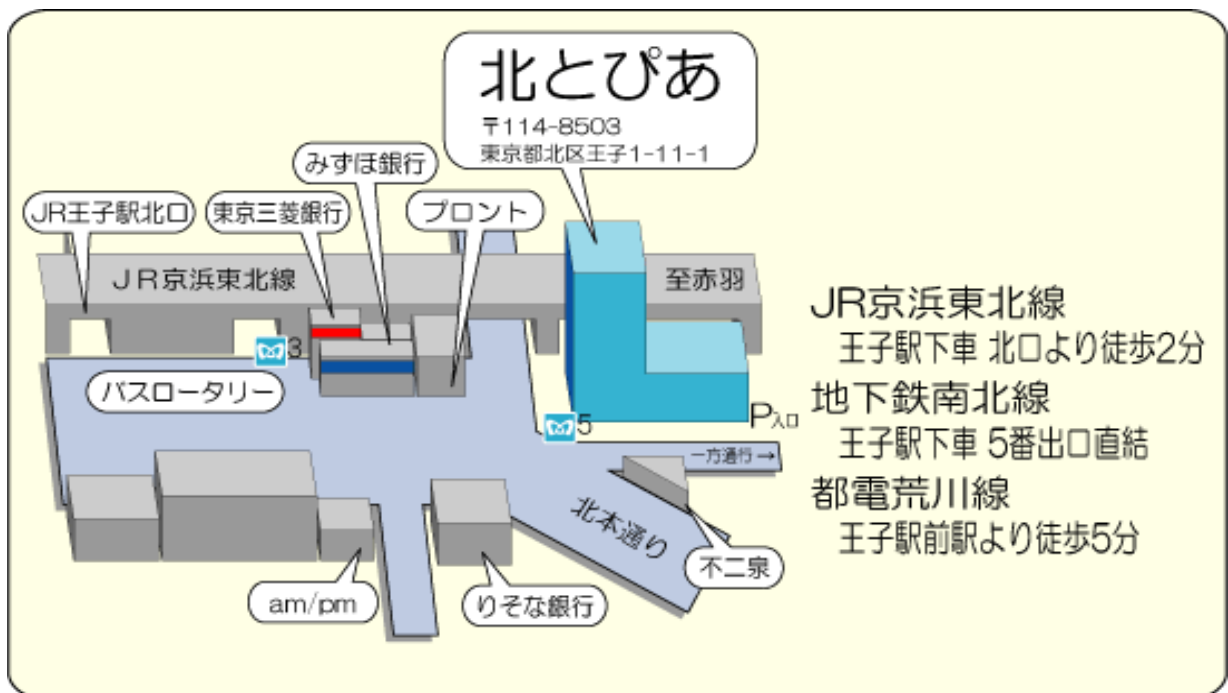 北とぴあ
〒114-8503
東京都北区王子1-11-1
みずほ銀行
JR王子駅北口
東京三菱銀行
プロント
JR京浜東北線
至赤羽
3
バスロータリー
5
P入口
一方通行→
北本通り
不二泉
am/pm
りそな銀行
JR京浜東北線
王子駅下車 北口より徒歩2分
地下鉄南北線
王子駅下車 5番出口直結
都電荒川線
王子駅前駅より徒歩5分